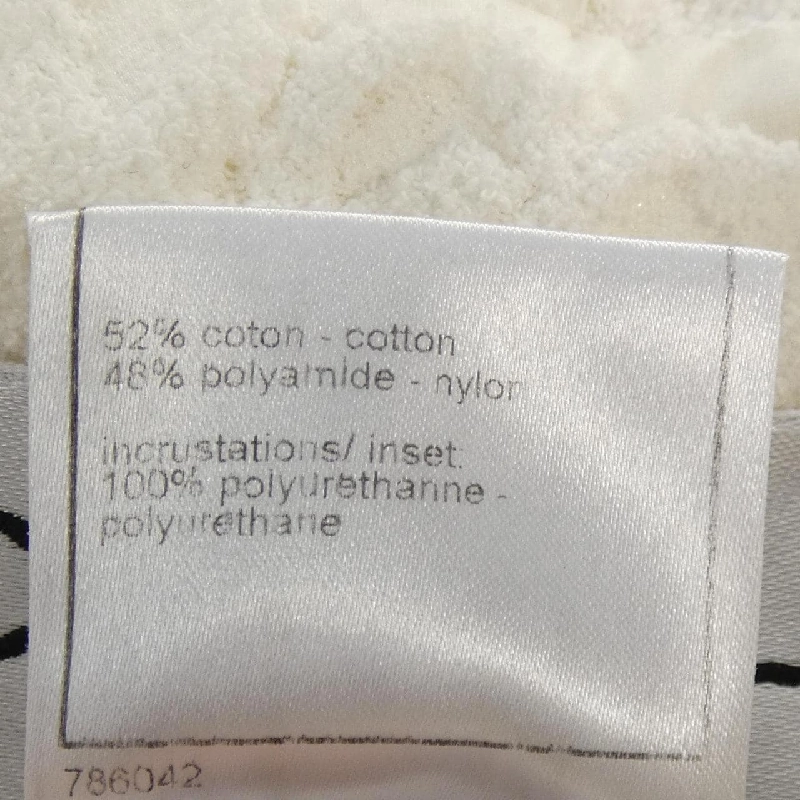 52% coton - cotton
48% polyamide - nylon
incrustations/ inset:
100% polyurethanne -
polyurethane
786042